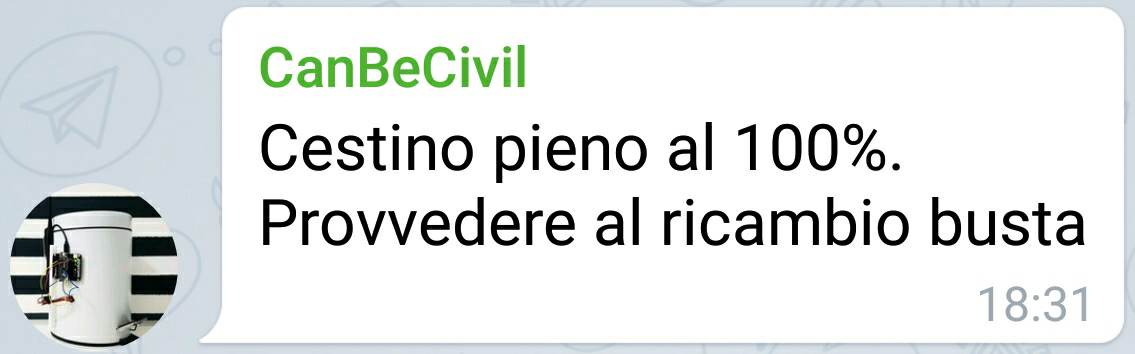 CanBeCivil
Cestino pieno al 100%.
Provvedere al ricambio busta
18:31